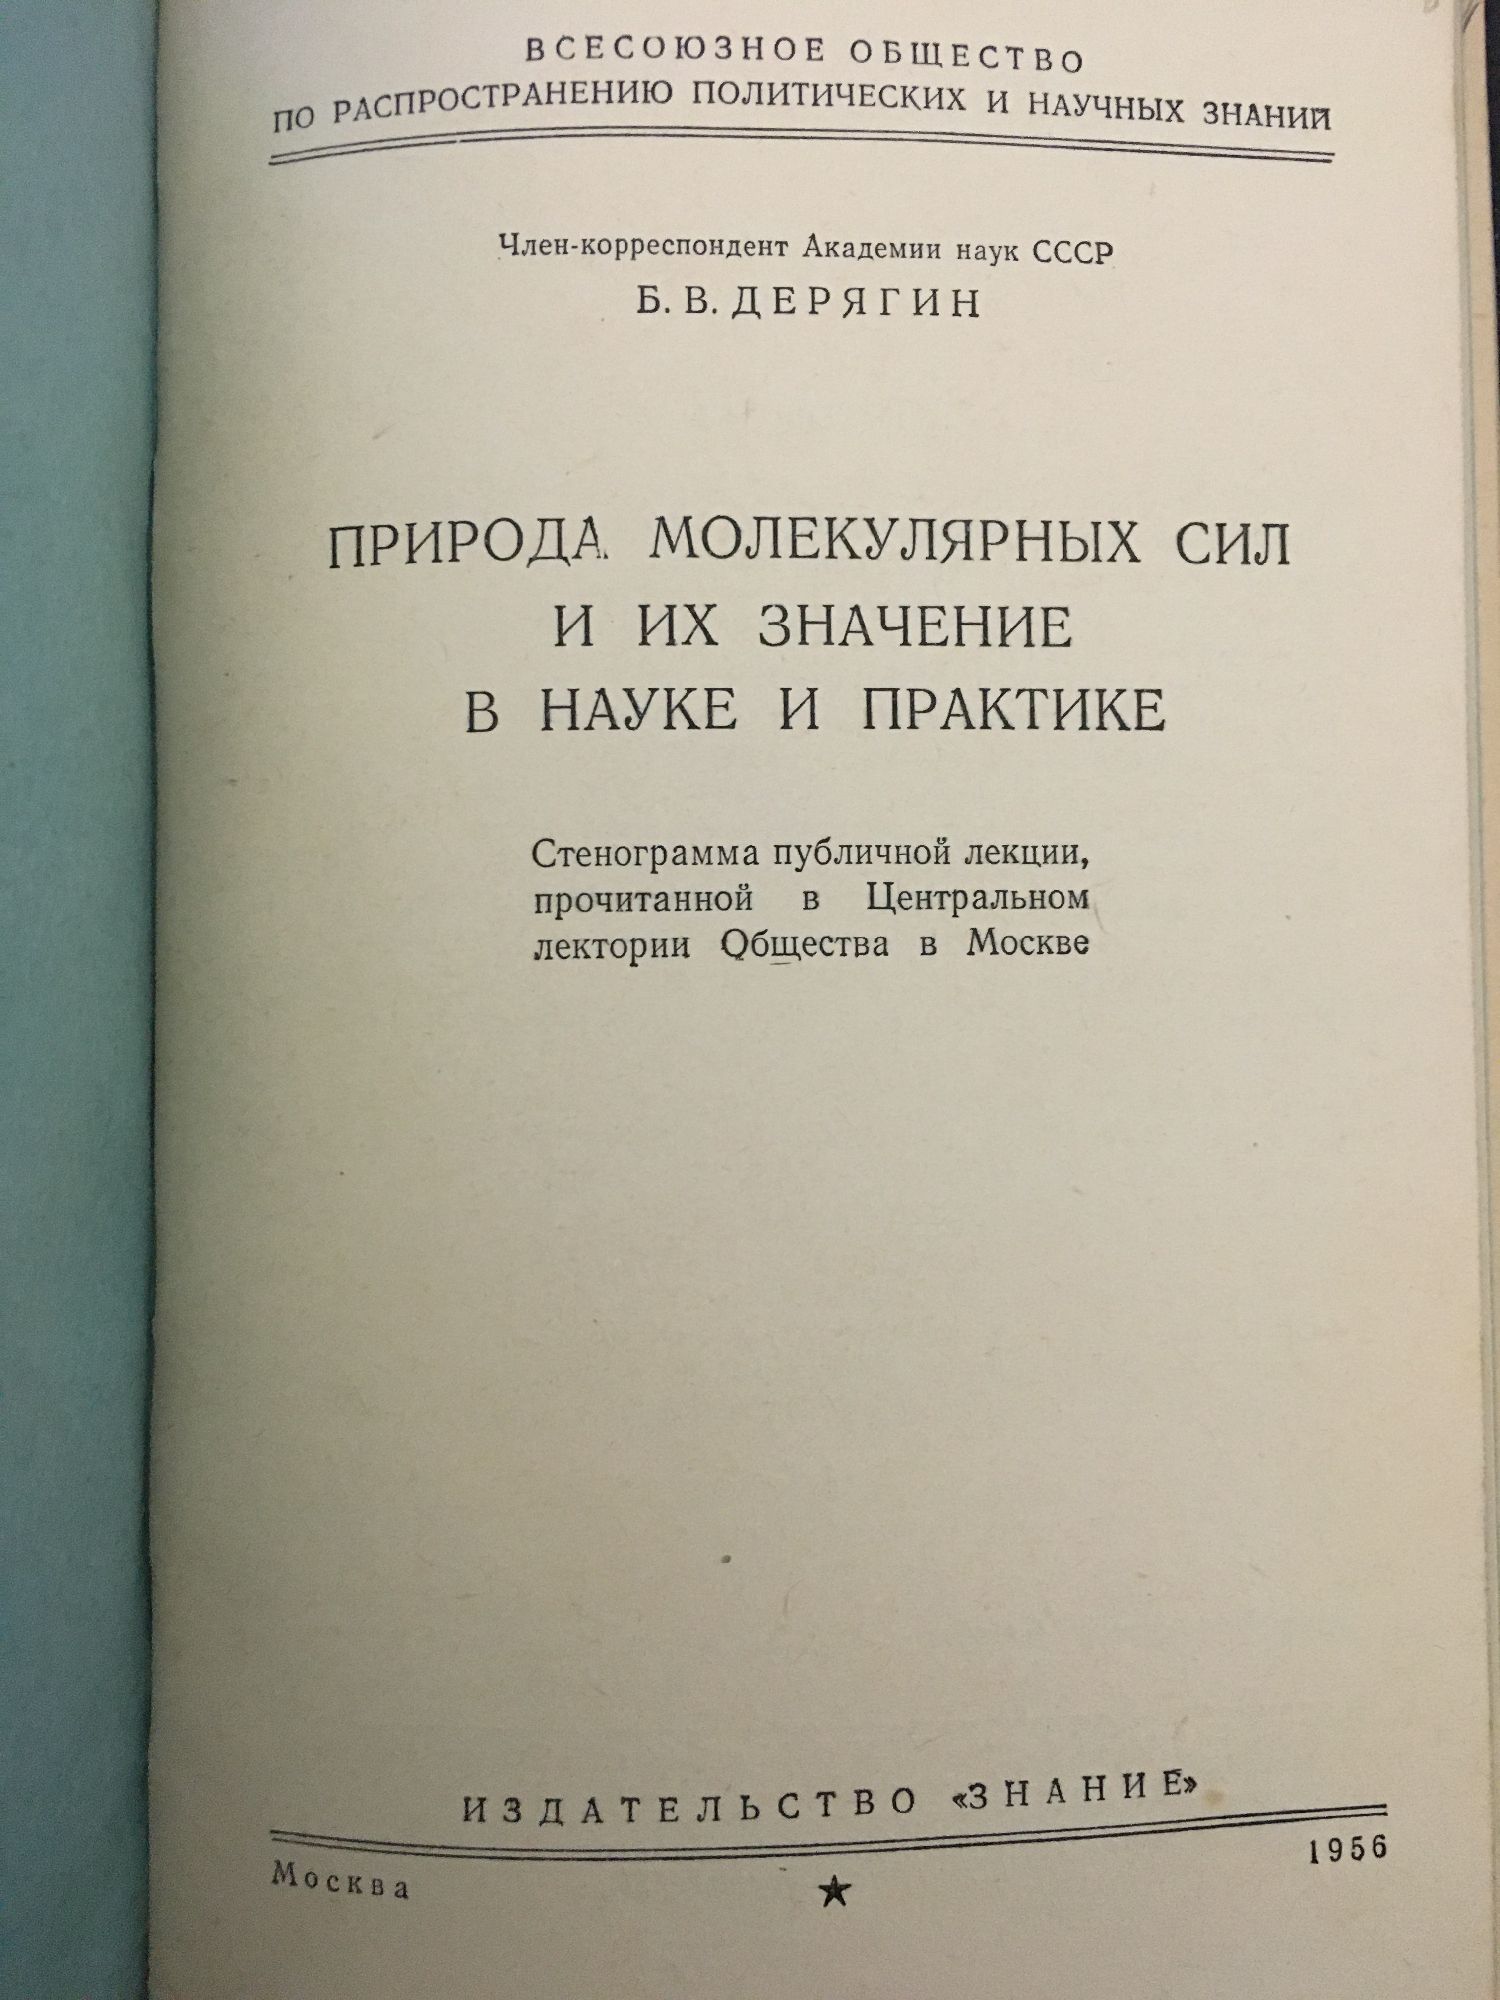 ВСЕСОЮЗНОЕ ОБЩЕСТВО
ПО РАСПРОСТРАНЕНИЮ ПОЛИТИЧЕСКИХ И НАУЧНЫХ ЗНАНИЙ
Член-корреспондент Академии наук СССР
Б. В. ДЕРЯГИН
ПРИРОДА МОЛЕКУЛЯРНЫХ СИЛ
И ИХ ЗНАЧЕНИЕ
В НАУКЕ И ПРАКТИКЕ
Стенограмма публичной лекции,
прочитанной в Центральном
лектории Общества в Москве
ИЗДАТЕЛЬСТВО «ЗНАНИЕ»
Москва ★ 1956